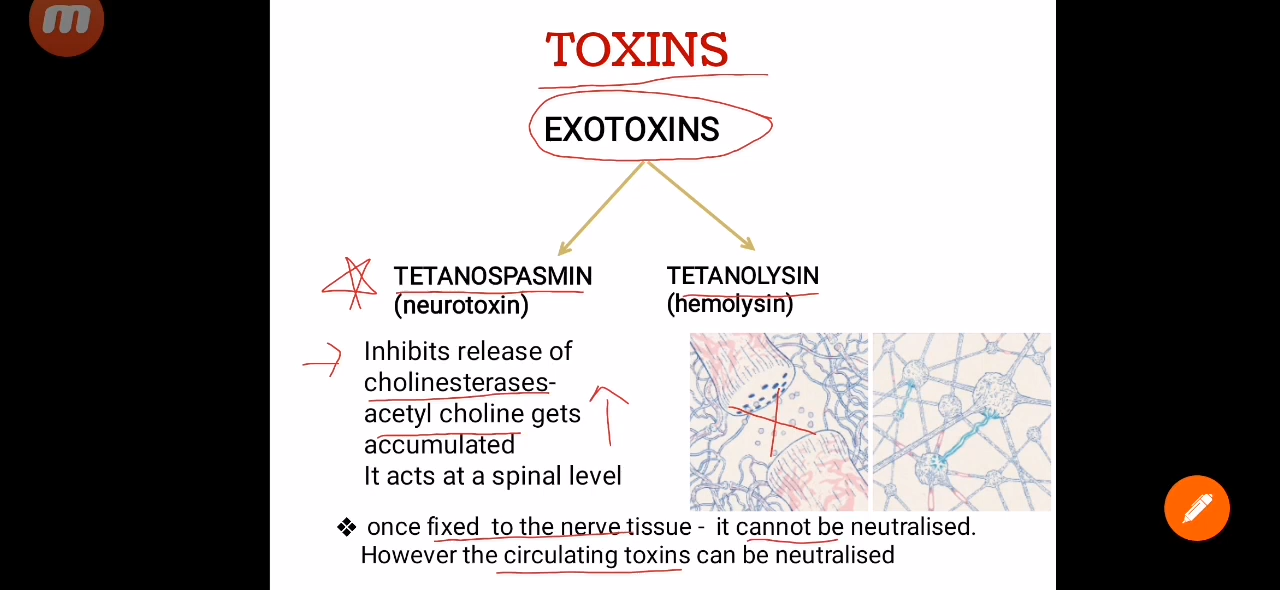 m
TOXINS
EXOTOXINS
TETANOSPASMIN
(neurotoxin)
TETANOLYSIN
(hemolysin)
Inhibits release of
cholinesterases-
acetyl choline gets
accumulated
It acts at a spinal level
❖ once fixed to the nerve tissue - it cannot be neutralised.
However the circulating toxins can be neutralised